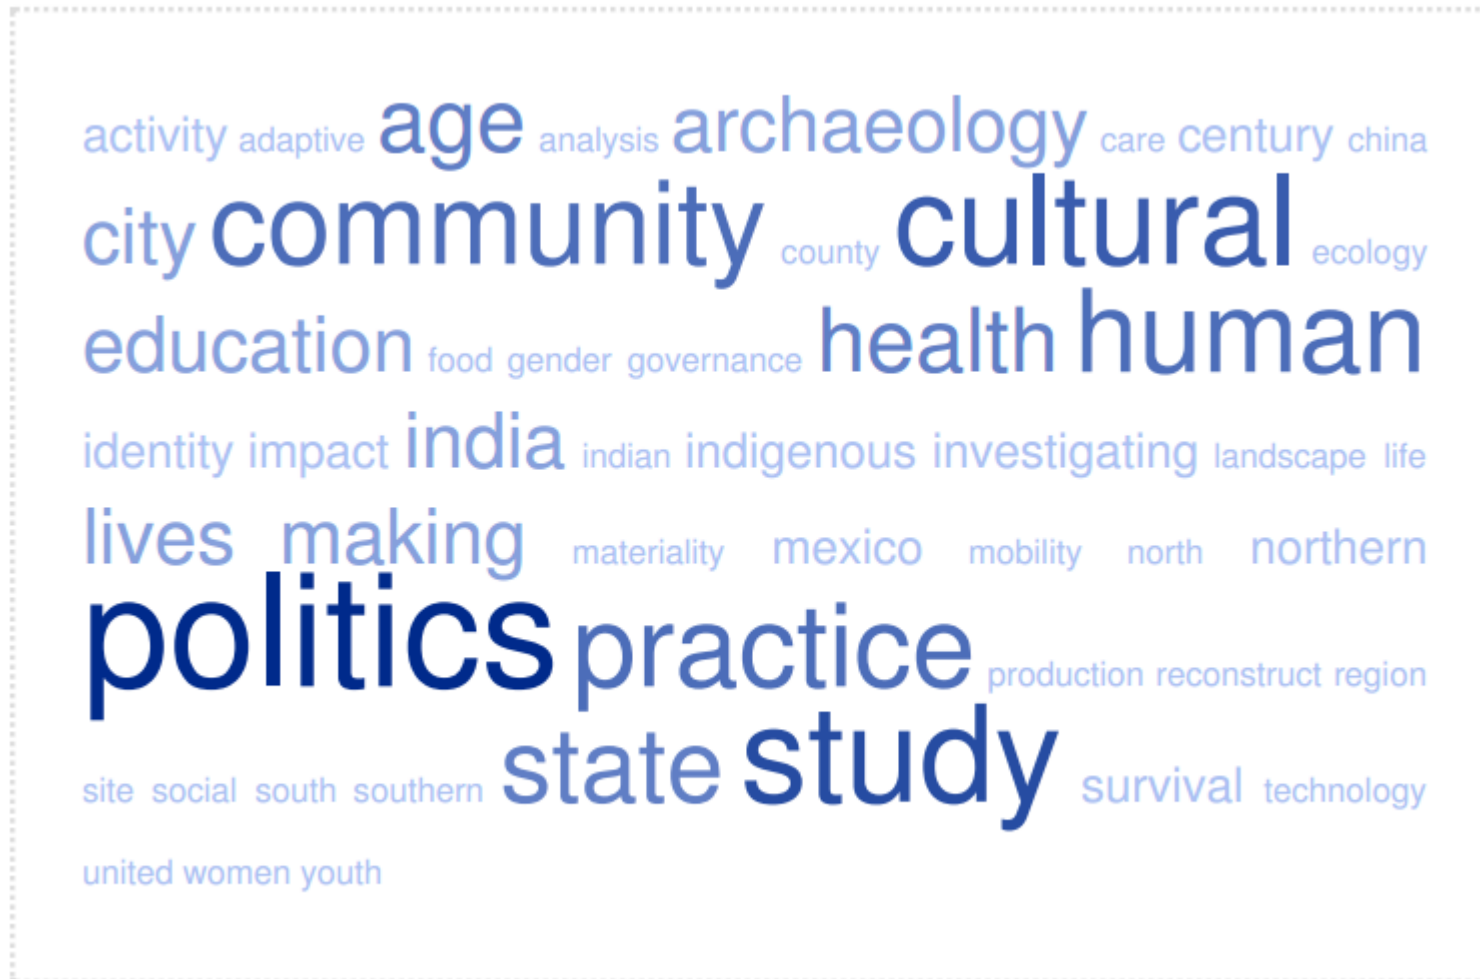 activity adaptive age analysis archaeology care century china
city community county cultural ecology
education food gender governance health human
identity impact india indian indigenous investigating landscape life
lives making materiality mexico mobility north northern
politics practice production reconstruct region
site social south southern state study survival technology
united women youth